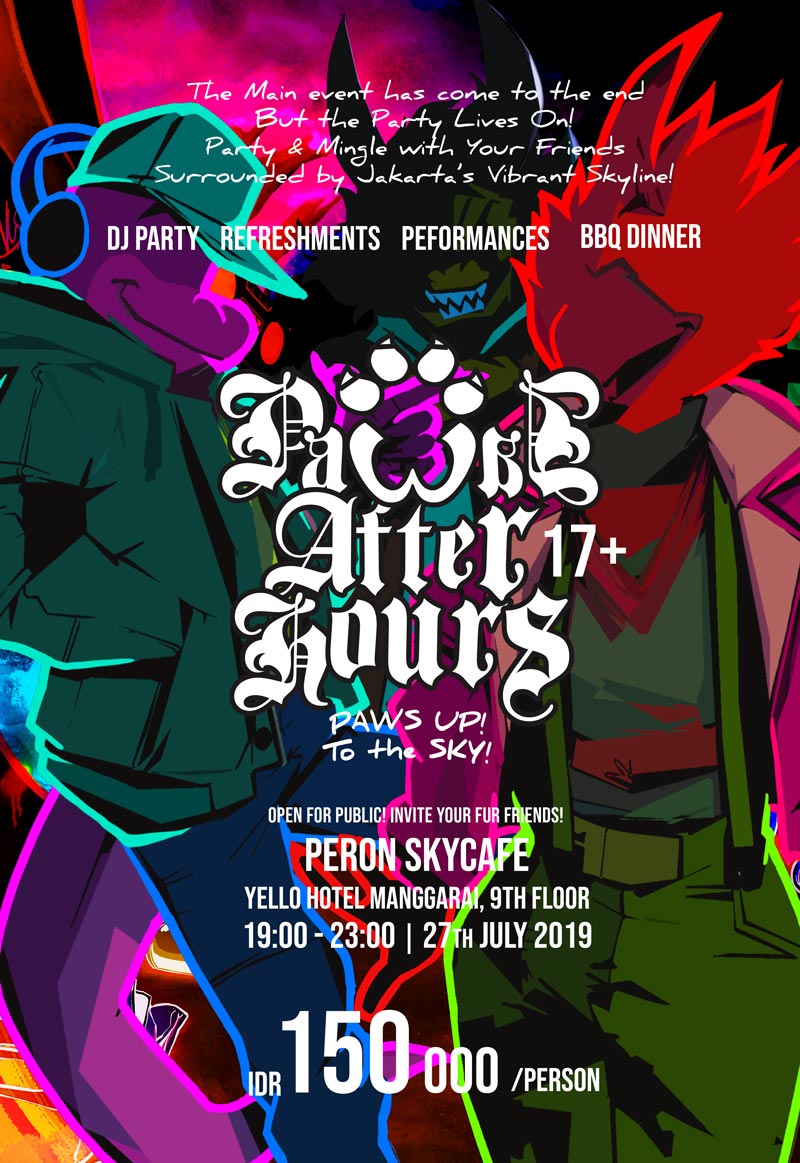 The Main event has come to the end
But the Party Lives On!
Party & Mingle with Your Friends
Surrounded by Jakarta's Vibrant Skyline!
DJ PARTY REFRESHMENTS PEFORMANCES BBQ DINNER
PawaI
After 17+
Hours
PAWS UP!
To the SKY!
OPEN FOR PUBLIC! INVITE YOUR FUR FRIENDS!
PERON SKYCAFE
YELLO HOTEL MANGGARAI, 9TH FLOOR
19:00 - 23:00 | 27TH JULY 2019
IDR 150 000 /PERSON